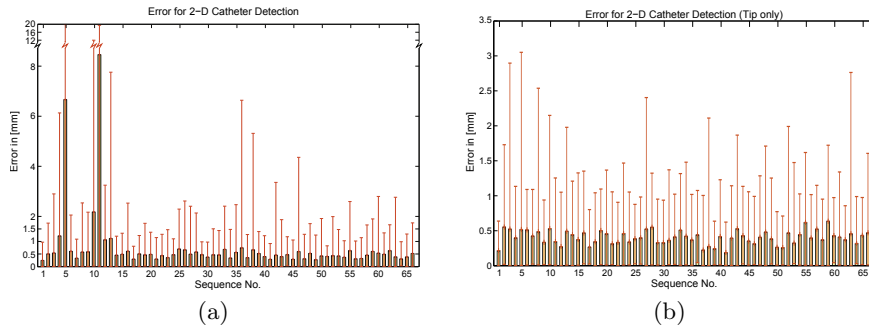 Error for 2-D Catheter Detection
20
16
12
8
6
4
2
1.5
1
0.5
0
Error in [mm]
1 5 10 15 20 25 30 35 40 45 50 55 60 65
Sequence No.
(a)
Error for 2-D Catheter Detection (Tip only)
3.5
3
2.5
2
1.5
1
0.5
0
Error in [mm]
1 5 10 15 20 25 30 35 40 45 50 55 60 65
Sequence No.
(b)